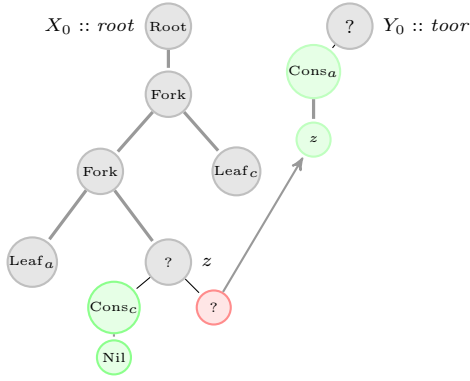 X₀ :: root
Root
?
Y₀ :: toor
Cons_a
Fork
z
Fork
Leaf_c
Leaf_a
?
z
Cons_c
?
Nil